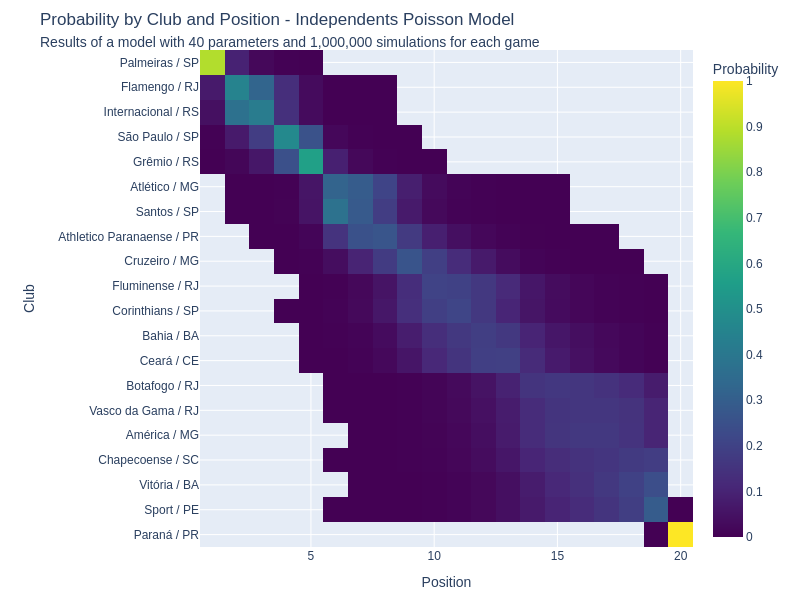 Probability by Club and Position - Independents Poisson Model
Results of a model with 40 parameters and 1,000,000 simulations for each game
Probability
Palmeiras / SP
Flamengo / RJ
Internacional / RS
São Paulo / SP
Grêmio / RS
Atlético / MG
Santos / SP
Athletico Paranaense / PR
Cruzeiro / MG
Fluminense / RJ
Corinthians / SP
Bahia / BA
Ceará / CE
Botafogo / RJ
Vasco da Gama / RJ
América / MG
Chapecoense / SC
Vitória / BA
Sport / PE
Paraná / PR
Club
5
10
15
20
Position
1
0.9
0.8
0.7
0.6
0.5
0.4
0.3
0.2
0.1
0